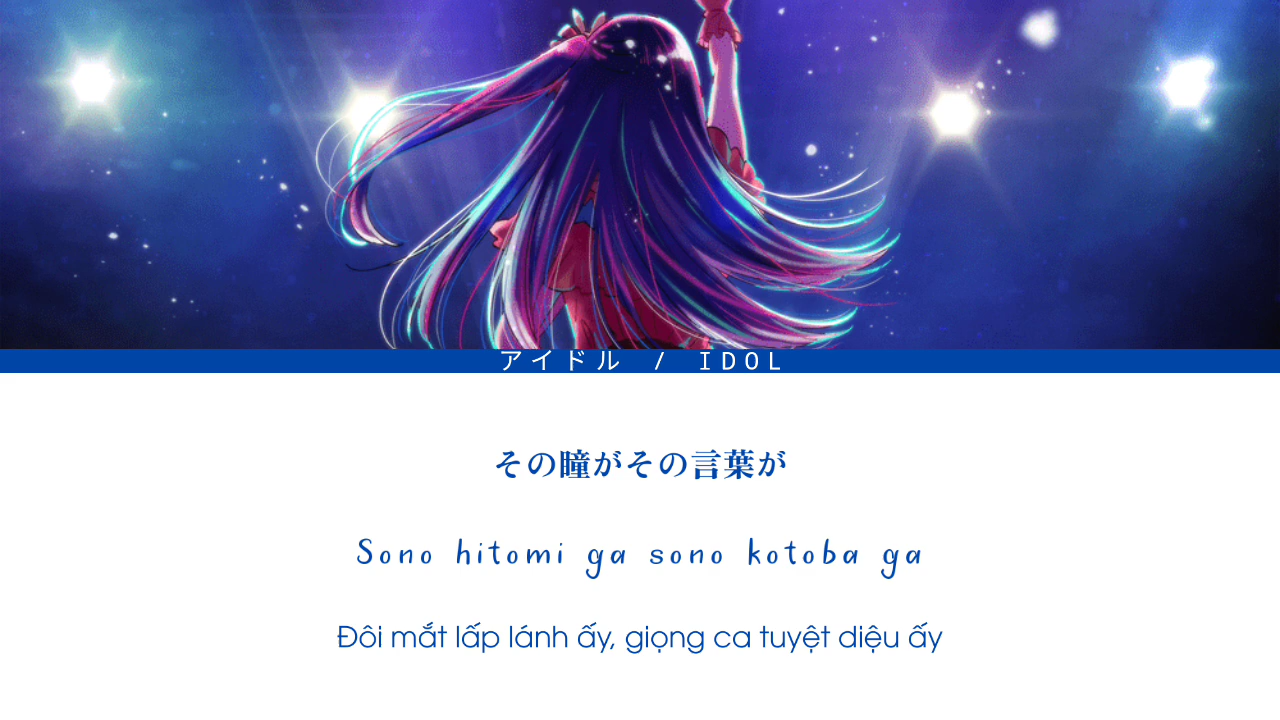 アイドル / IDOL
その瞳がその言葉が
Sono hitomi ga sono kotoba ga
Đôi mắt lấp lánh ấy, giọng ca tuyệt diệu ấy